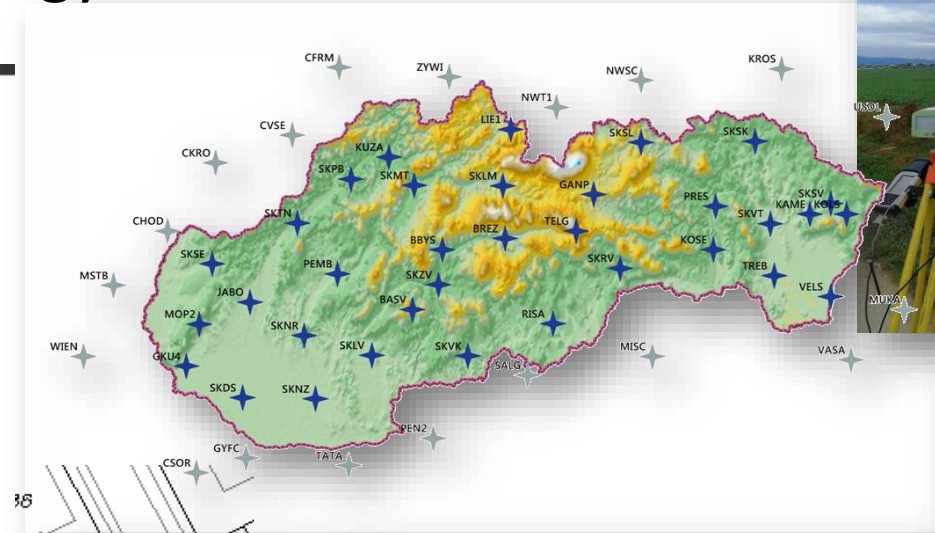 CFRM
ZYWI
NWSC
KROS
NWT1
USDL
LIE1
CVSE
SKSL
SKSK
KUZA
CKRO
SKPB
SKMT
SKLM
GANP
PRES
SKSV
KAME
KOLS
SKTN
SKVT
CHOD
TELG
BREZ
BBYS
KOSE
SKSE
PEMB
SKZV
SKRV
TREB
MSTB
JABO
VELS
BASV
MUKA
MOP2
RISA
SKNR
WIEN
GKU4
SKLV
SKVK
MISC
VASA
SALG
SKDS
SKNZ
PEN2
GYFC
TATA
CSOR